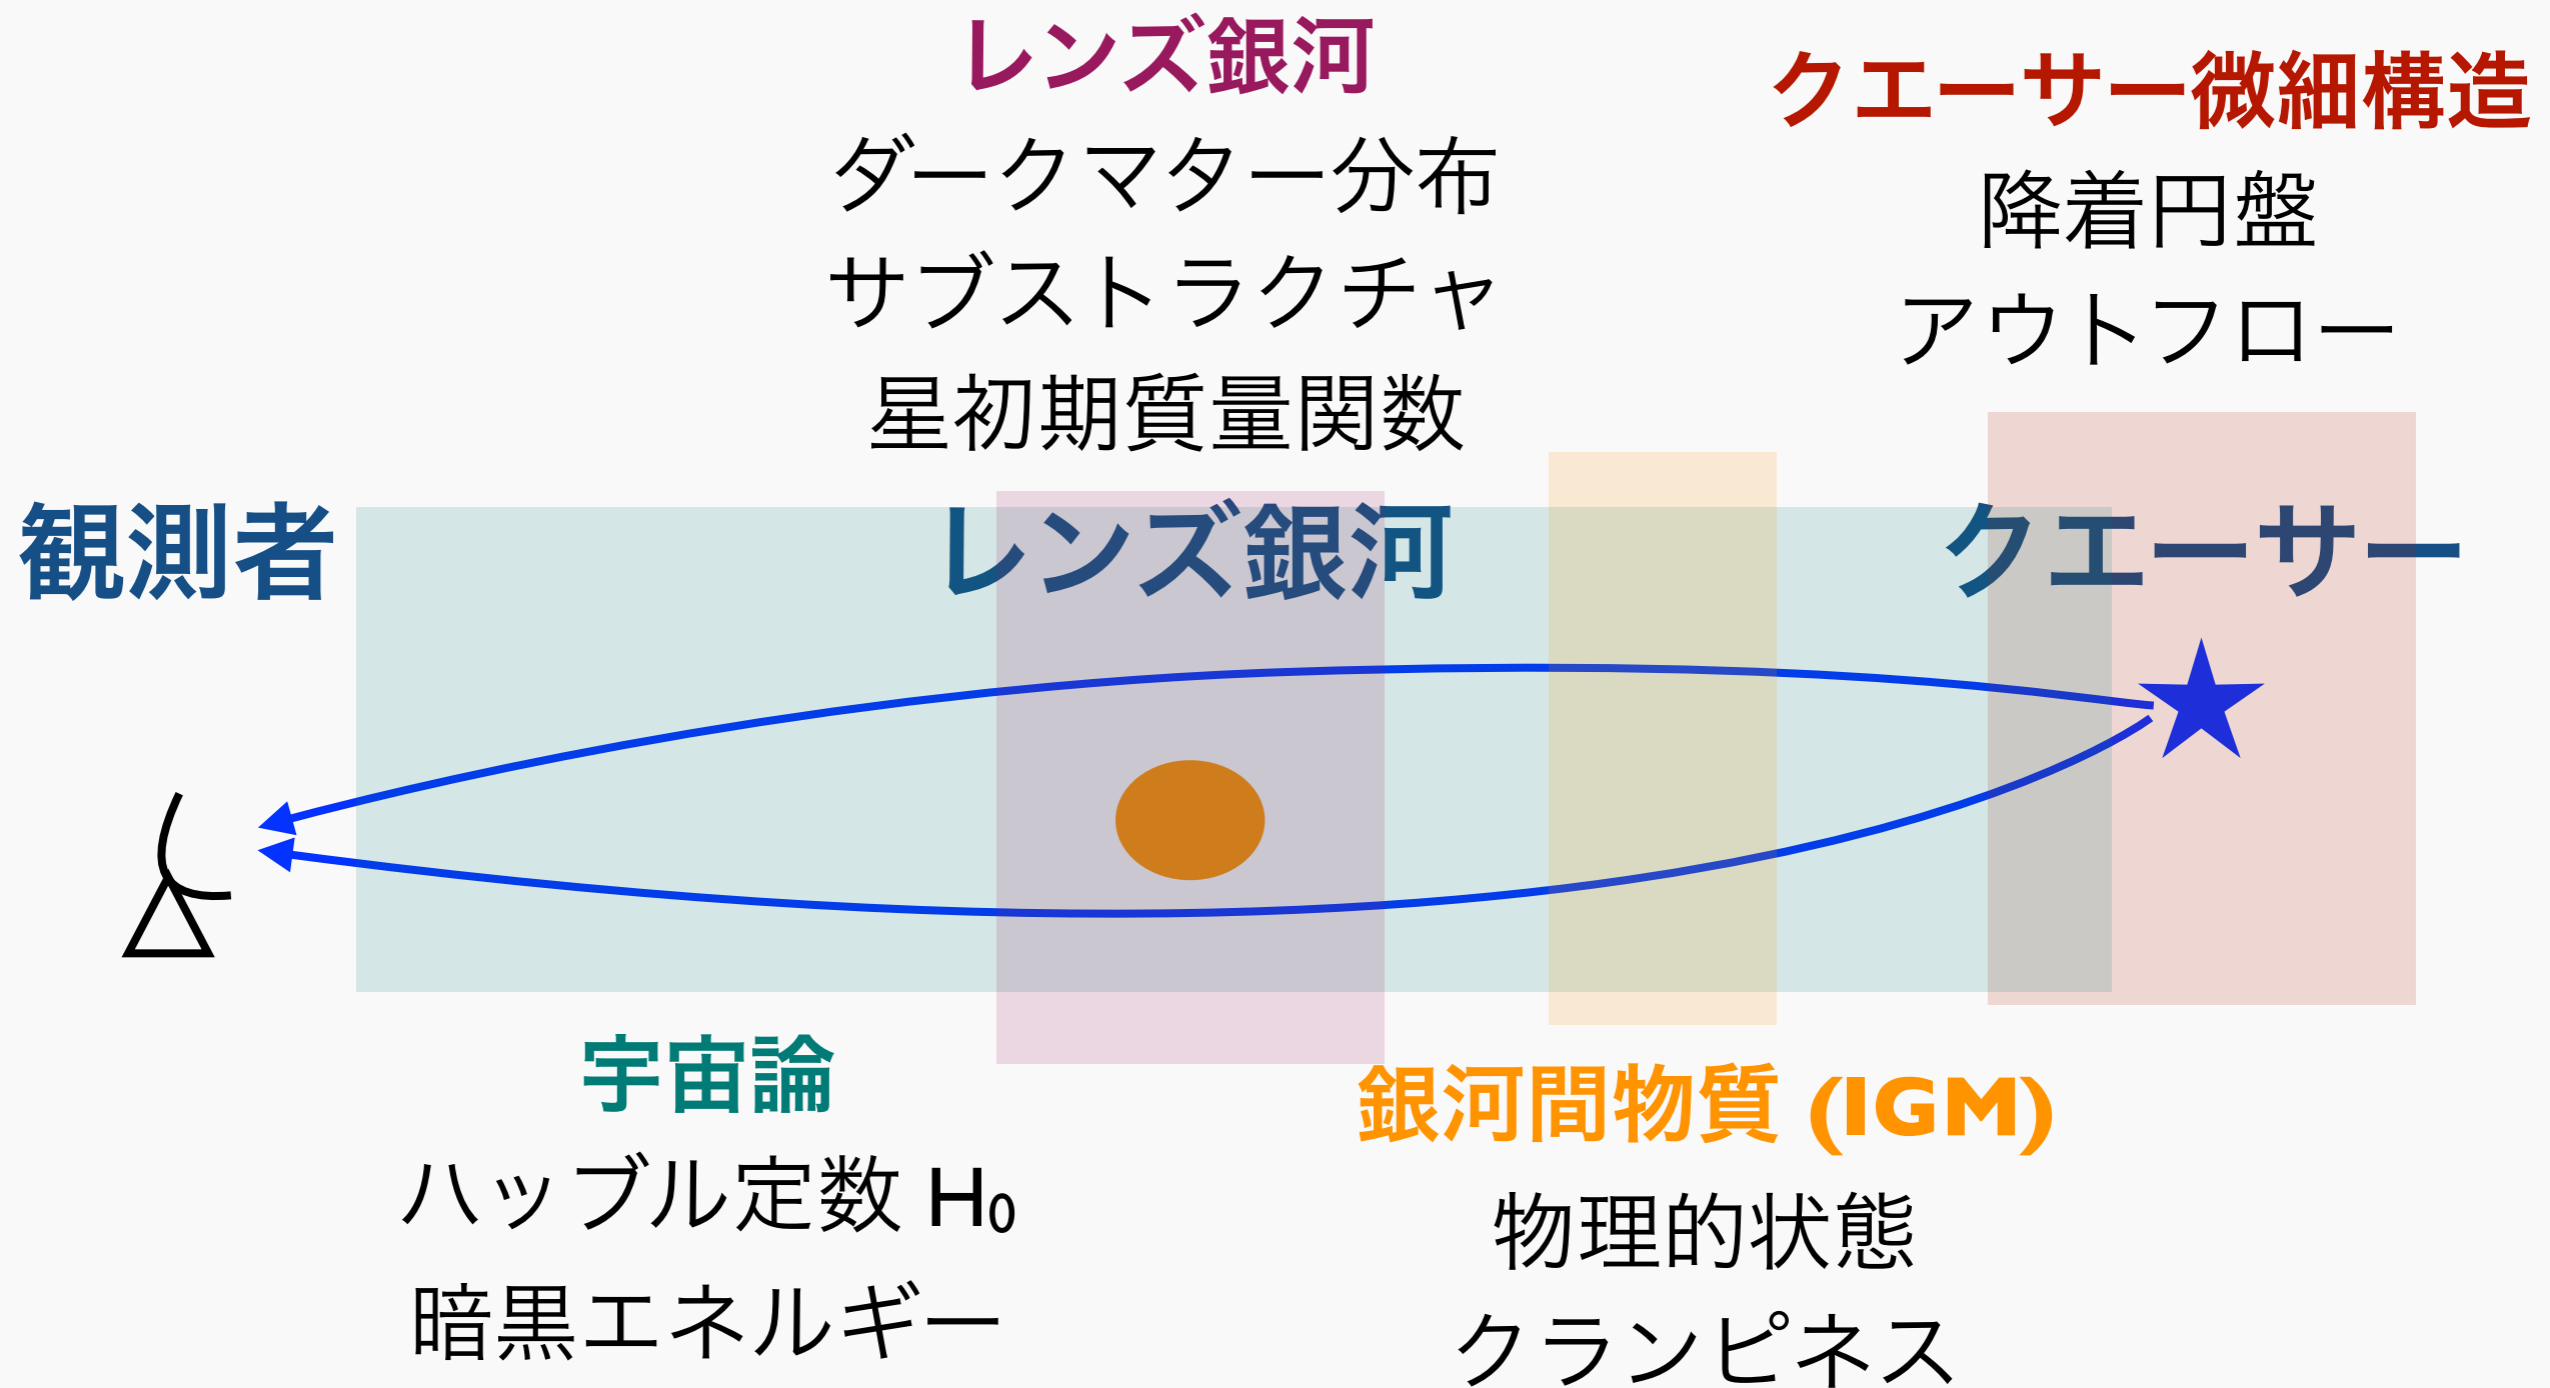 レンズ銀河
ダークマター分布
サブストラクチャ
星初期質量関数
クエーサー微細構造
降着円盤
アウトフロー
観測者
レンズ銀河
クエーサー
宇宙論
ハッブル定数 H₀
暗黒エネルギー
銀河間物質 (IGM)
物理的状態
クランピネス